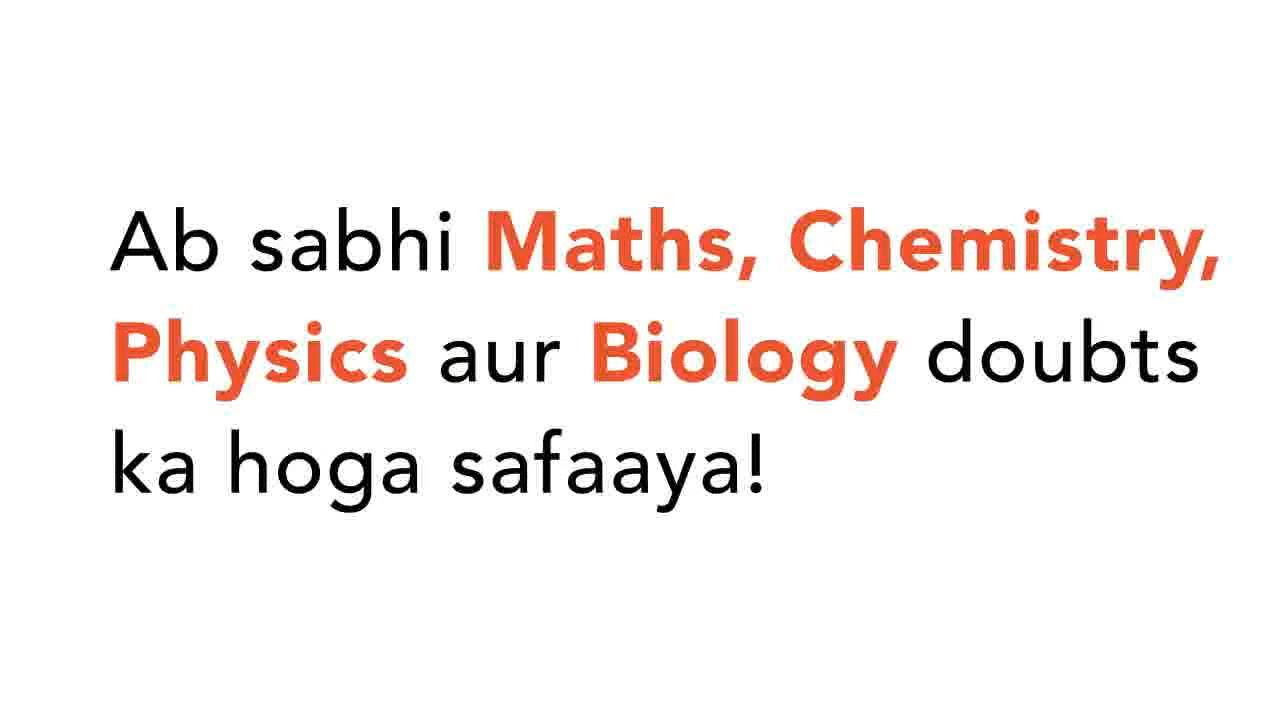 Ab sabhi Maths, Chemistry,
Physics aur Biology doubts
ka hoga safaaya!